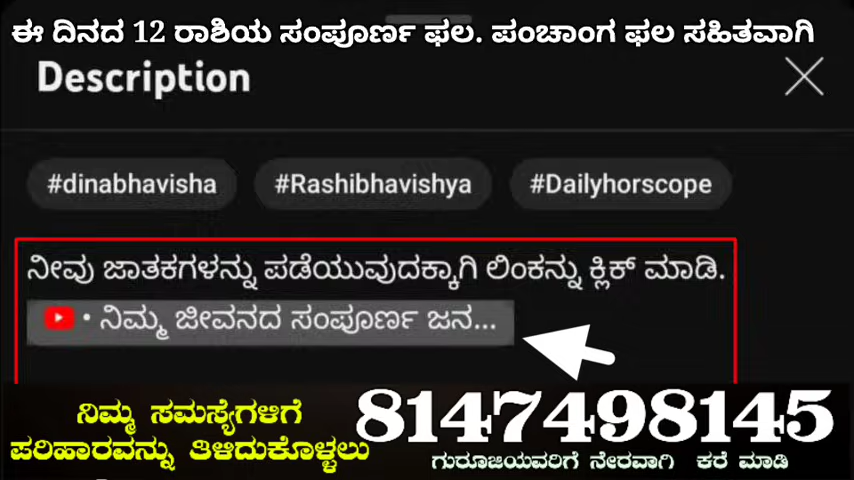 ಈ ದಿನದ 12 ರಾಶಿಯ ಸಂಪೂರ್ಣ ಫಲ. ಪಂಚಾಂಗ ಫಲ ಸಹಿತವಾಗಿ
Description
#dinabhavisha #Rashibhavishya #Dailyhorscope
ನೀವು ಜಾತಕಗಳನ್ನು ಪಡೆಯುವುದಕ್ಕಾಗಿ ಲಿಂಕನ್ನು ಕ್ಲಿಕ್ ಮಾಡಿ.
• ನಿಮ್ಮ ಜೀವನದ ಸಂಪೂರ್ಣ ಜನ...
ನಿಮ್ಮ ಸಮಸ್ಯೆಗಳಿಗೆ
ಪರಿಹಾರವನ್ನು ತಿಳಿದುಕೊಳ್ಳಲು
8147498145
ಗುರೂಜಿಯವರಿಗೆ ನೇರವಾಗಿ ಕರೆ ಮಾಡಿ